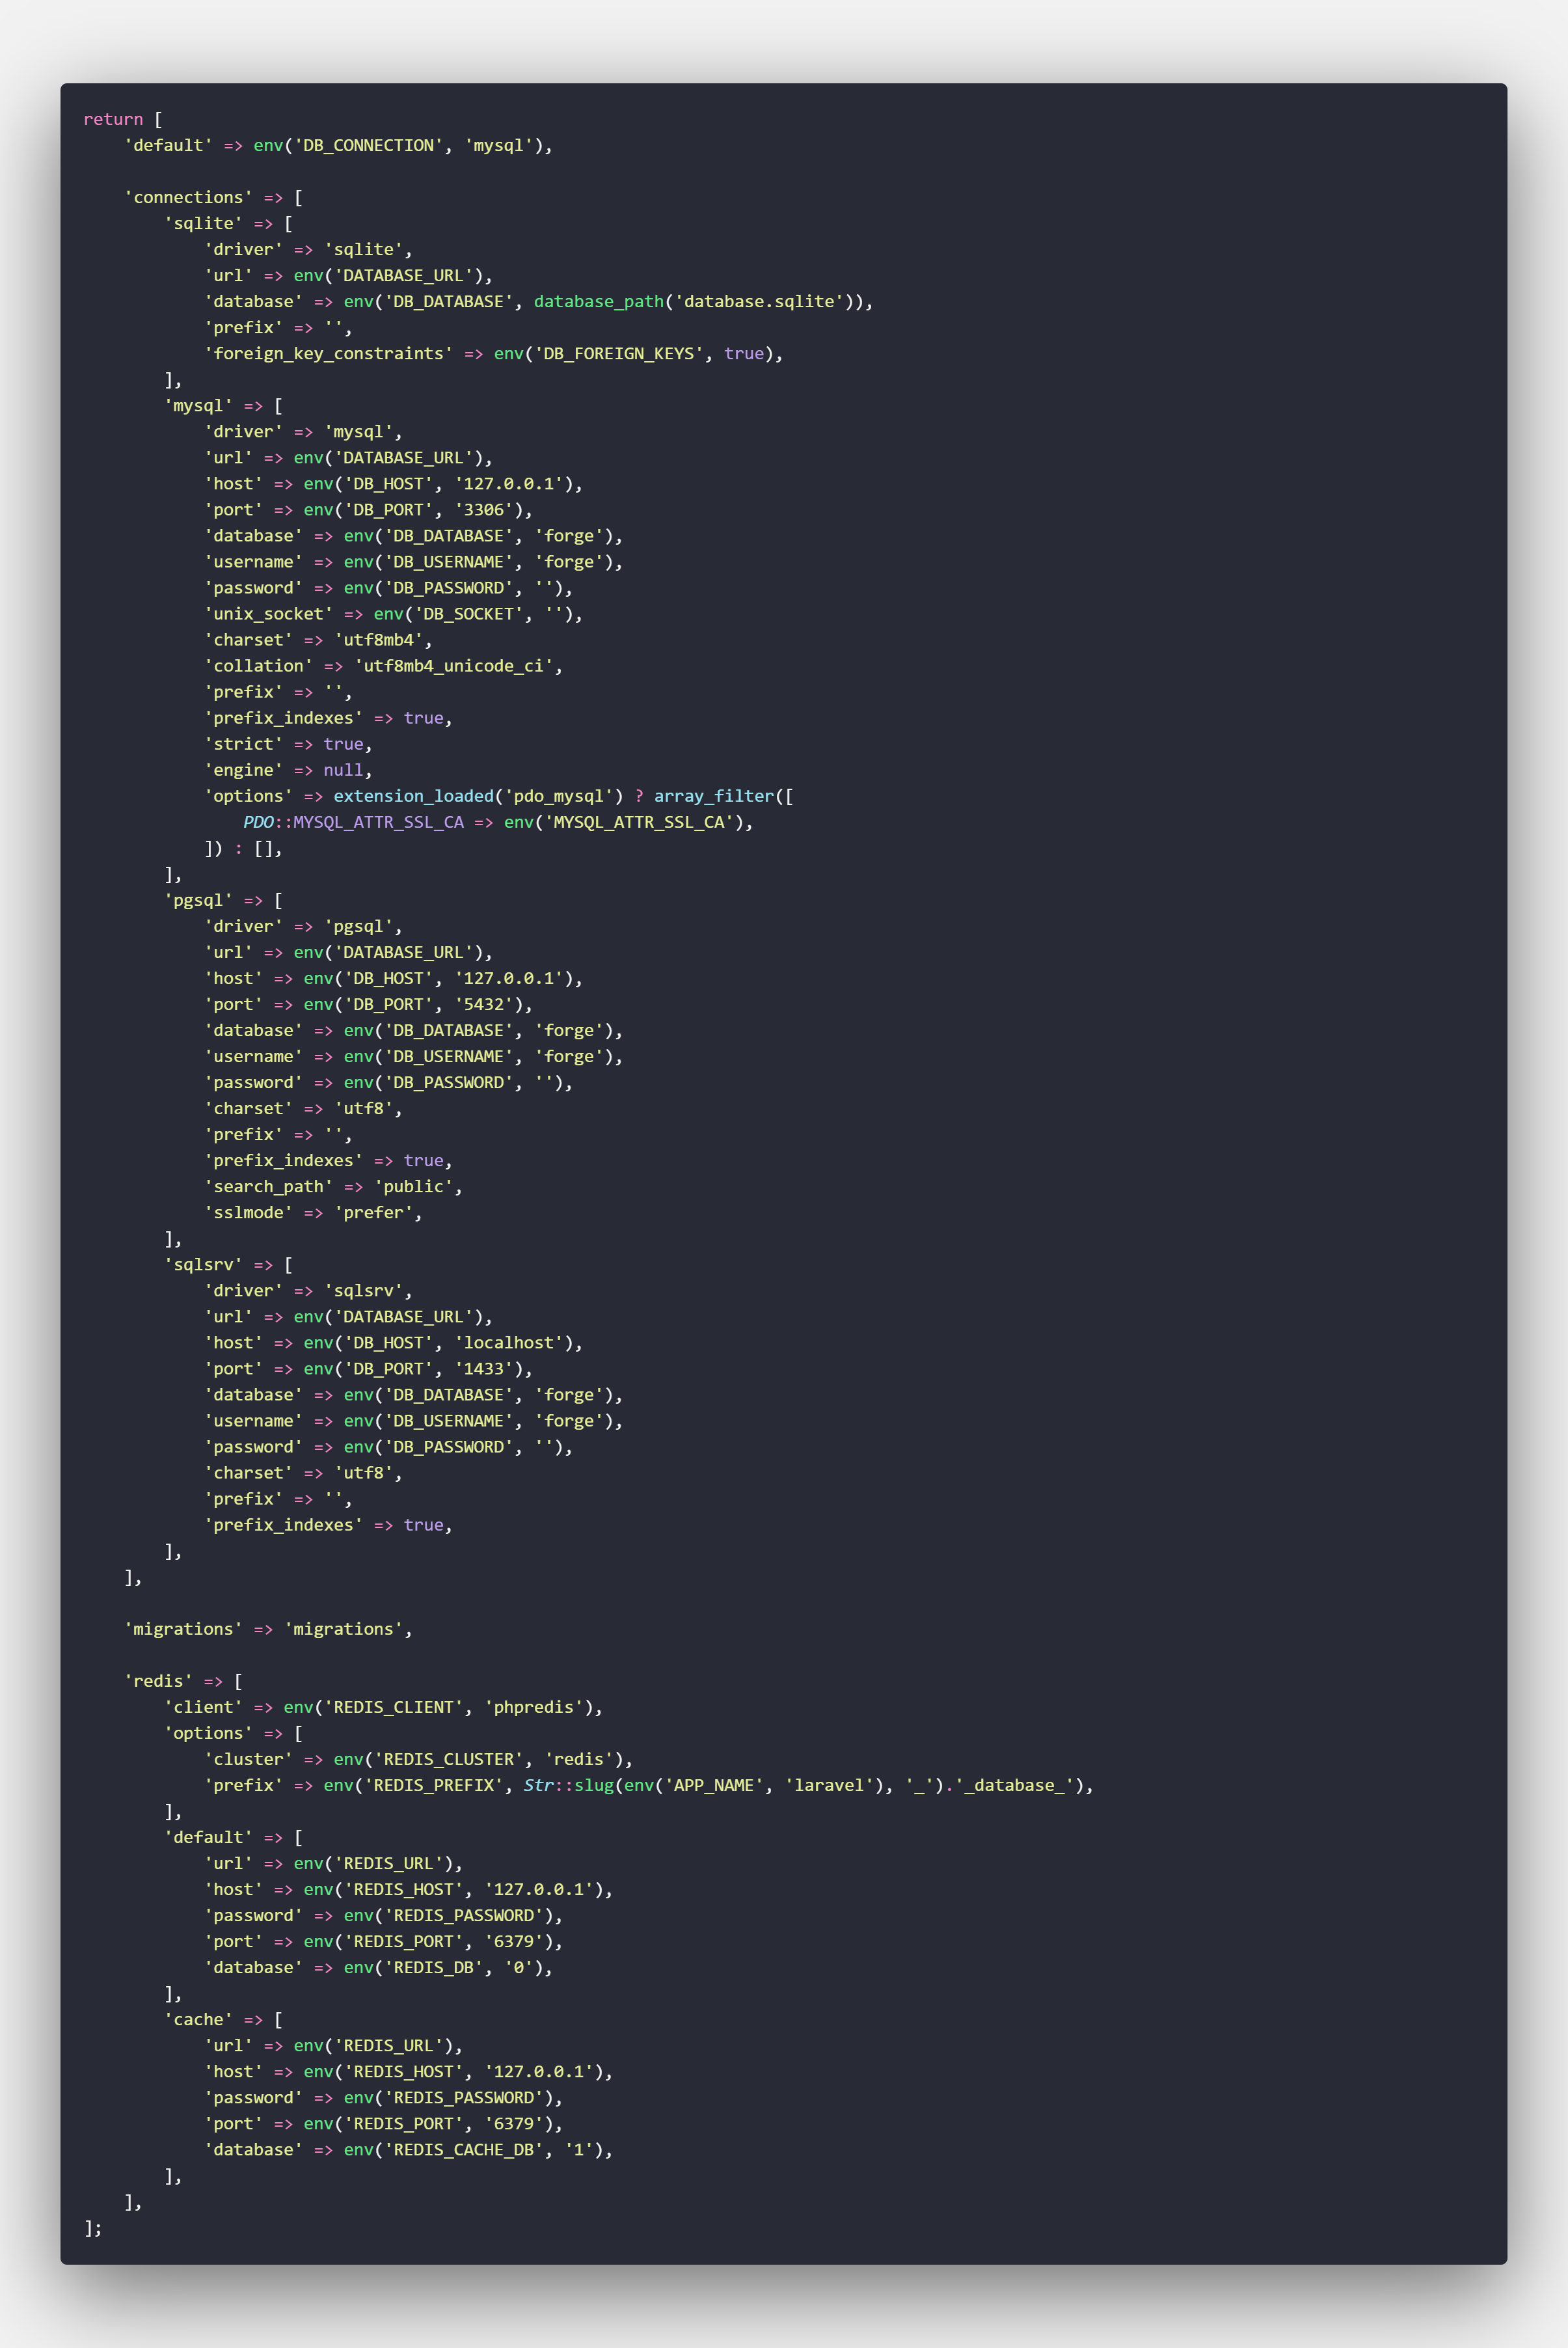 return [
    'default' => env('DB_CONNECTION', 'mysql'),

    'connections' => [
        'sqlite' => [
            'driver' => 'sqlite',
            'url' => env('DATABASE_URL'),
            'database' => env('DB_DATABASE', database_path('database.sqlite')),
            'prefix' => '',
            'foreign_key_constraints' => env('DB_FOREIGN_KEYS', true),
        ],
        'mysql' => [
            'driver' => 'mysql',
            'url' => env('DATABASE_URL'),
            'host' => env('DB_HOST', '127.0.0.1'),
            'port' => env('DB_PORT', '3306'),
            'database' => env('DB_DATABASE', 'forge'),
            'username' => env('DB_USERNAME', 'forge'),
            'password' => env('DB_PASSWORD', ''),
            'unix_socket' => env('DB_SOCKET', ''),
            'charset' => 'utf8mb4',
            'collation' => 'utf8mb4_unicode_ci',
            'prefix' => '',
            'prefix_indexes' => true,
            'strict' => true,
            'engine' => null,
            'options' => extension_loaded('pdo_mysql') ? array_filter([
                PDO::MYSQL_ATTR_SSL_CA => env('MYSQL_ATTR_SSL_CA'),
            ]) : [],
        ],
        'pgsql' => [
            'driver' => 'pgsql',
            'url' => env('DATABASE_URL'),
            'host' => env('DB_HOST', '127.0.0.1'),
            'port' => env('DB_PORT', '5432'),
            'database' => env('DB_DATABASE', 'forge'),
            'username' => env('DB_USERNAME', 'forge'),
            'password' => env('DB_PASSWORD', ''),
            'charset' => 'utf8',
            'prefix' => '',
            'prefix_indexes' => true,
            'search_path' => 'public',
            'sslmode' => 'prefer',
        ],
        'sqlsrv' => [
            'driver' => 'sqlsrv',
            'url' => env('DATABASE_URL'),
            'host' => env('DB_HOST', 'localhost'),
            'port' => env('DB_PORT', '1433'),
            'database' => env('DB_DATABASE', 'forge'),
            'username' => env('DB_USERNAME', 'forge'),
            'password' => env('DB_PASSWORD', ''),
            'charset' => 'utf8',
            'prefix' => '',
            'prefix_indexes' => true,
        ],
    ],

    'migrations' => 'migrations',

    'redis' => [
        'client' => env('REDIS_CLIENT', 'phpredis'),
        'options' => [
            'cluster' => env('REDIS_CLUSTER', 'redis'),
            'prefix' => env('REDIS_PREFIX', Str::slug(env('APP_NAME', 'laravel'), '_').'_database_'),
        ],
        'default' => [
            'url' => env('REDIS_URL'),
            'host' => env('REDIS_HOST', '127.0.0.1'),
            'password' => env('REDIS_PASSWORD'),
            'port' => env('REDIS_PORT', '6379'),
            'database' => env('REDIS_DB', '0'),
        ],
        'cache' => [
            'url' => env('REDIS_URL'),
            'host' => env('REDIS_HOST', '127.0.0.1'),
            'password' => env('REDIS_PASSWORD'),
            'port' => env('REDIS_PORT', '6379'),
            'database' => env('REDIS_CACHE_DB', '1'),
        ],
    ],
];